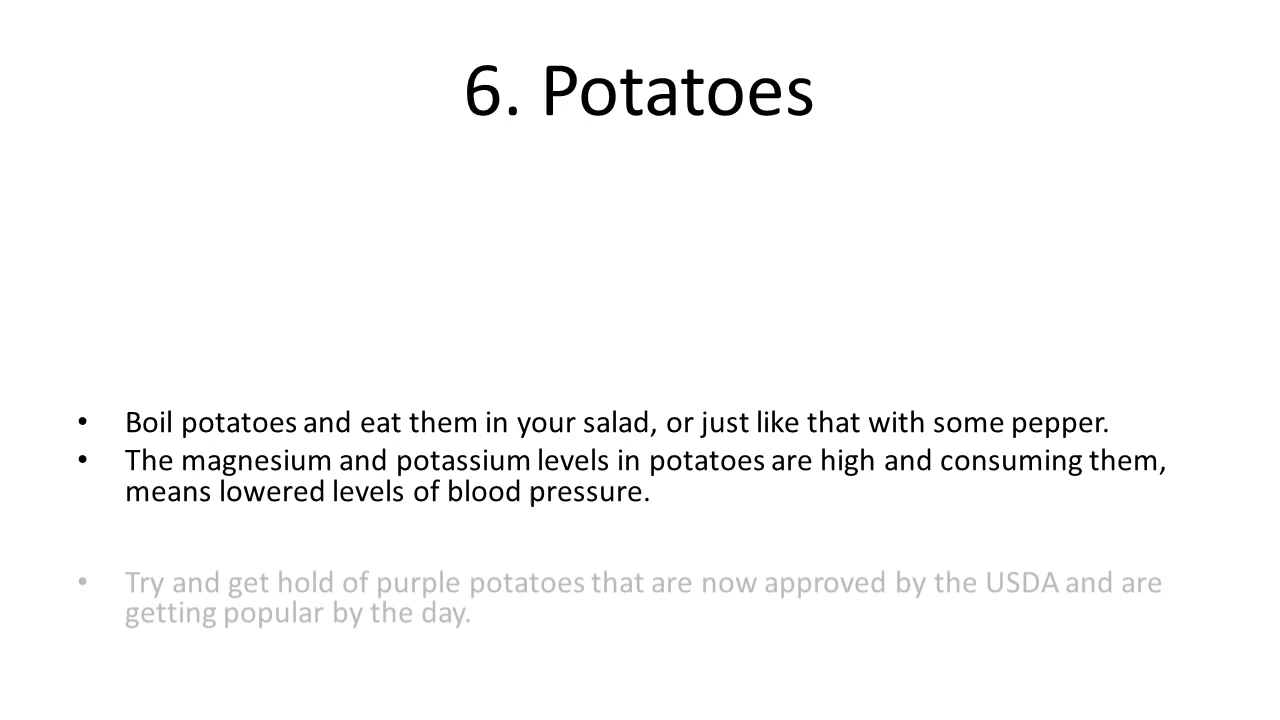 6. Potatoes
• Boil potatoes and eat them in your salad, or just like that with some pepper.
• The magnesium and potassium levels in potatoes are high and consuming them,
means lowered levels of blood pressure.
• Try and get hold of purple potatoes that are now approved by the USDA and are
getting popular by the day.